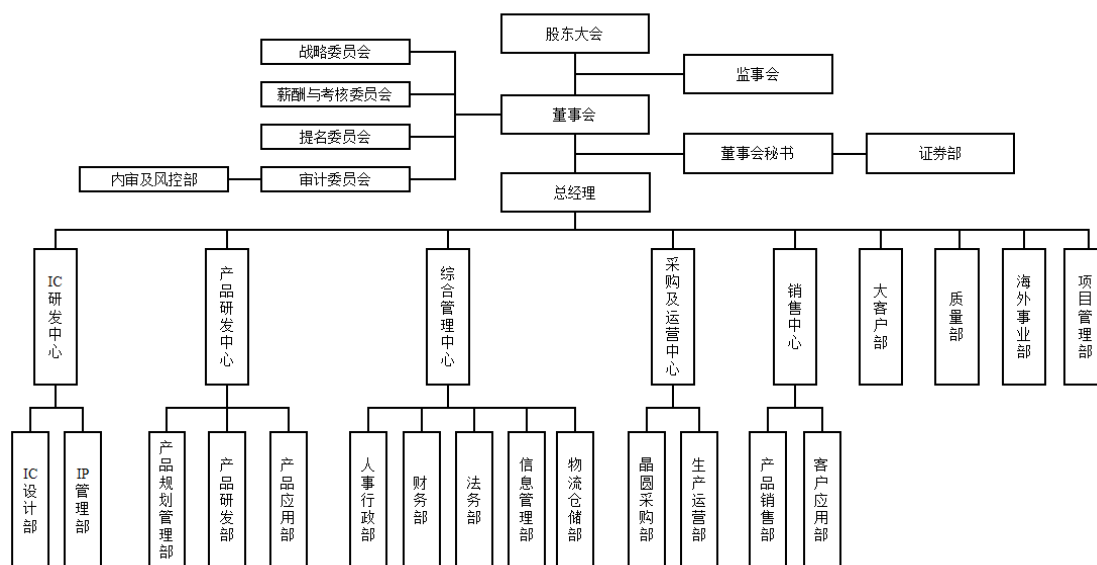 股东大会
战略委员会
监事会
薪酬与考核委员会
董事会
提名委员会
董事会秘书
证券部
内审及风控部
审计委员会
总经理
IC研发中心
产品研发中心
综合管理中心
采购及运营中心
销售中心
大客户部
质量部
海外事业部
项目管理部
IC设计部
IP管理部
产品规划管理部
产品研发部
产品应用部
人事行政部
财务部
法务部
信息管理部
物流仓储部
晶圆采购部
生产运营部
产品销售部
客户应用部